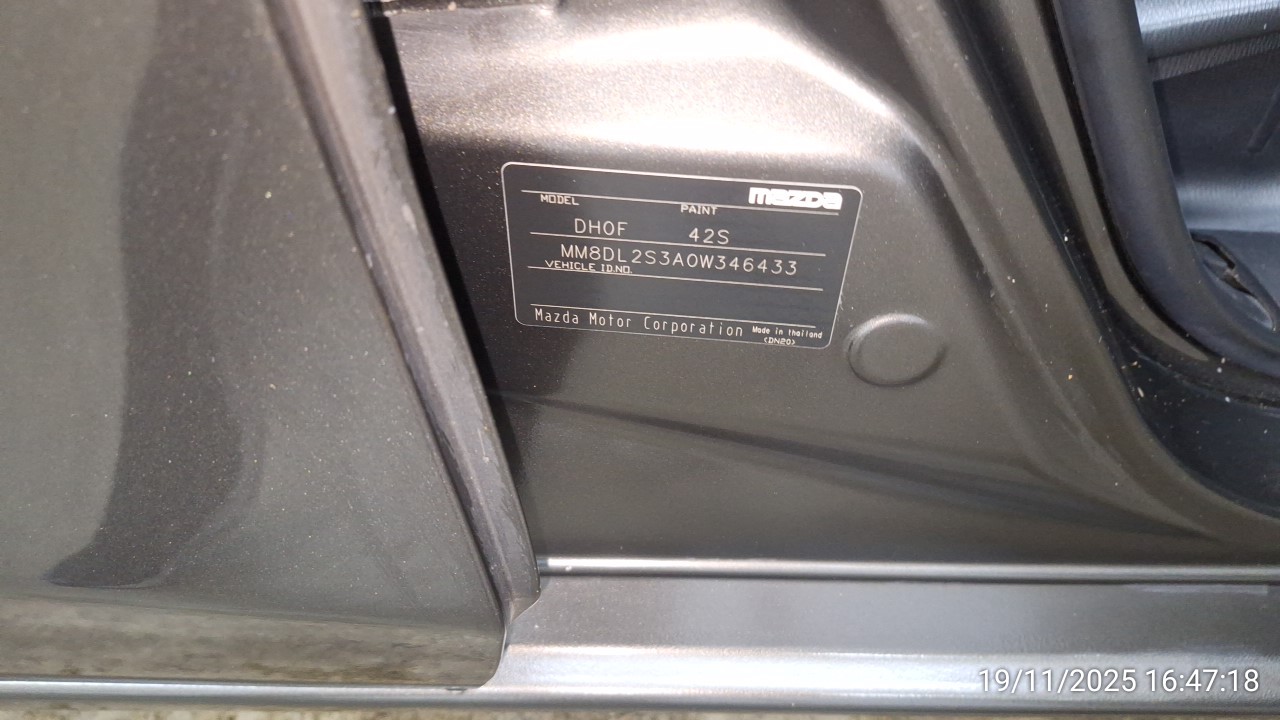 mazda
MODEL PAINT
DH0F 42S
MM8DL2S3A0W346433
VEHICLE ID.NO.
Mazda Motor Corporation Made in thailand
(DN20)
19/11/2025 16:47:18